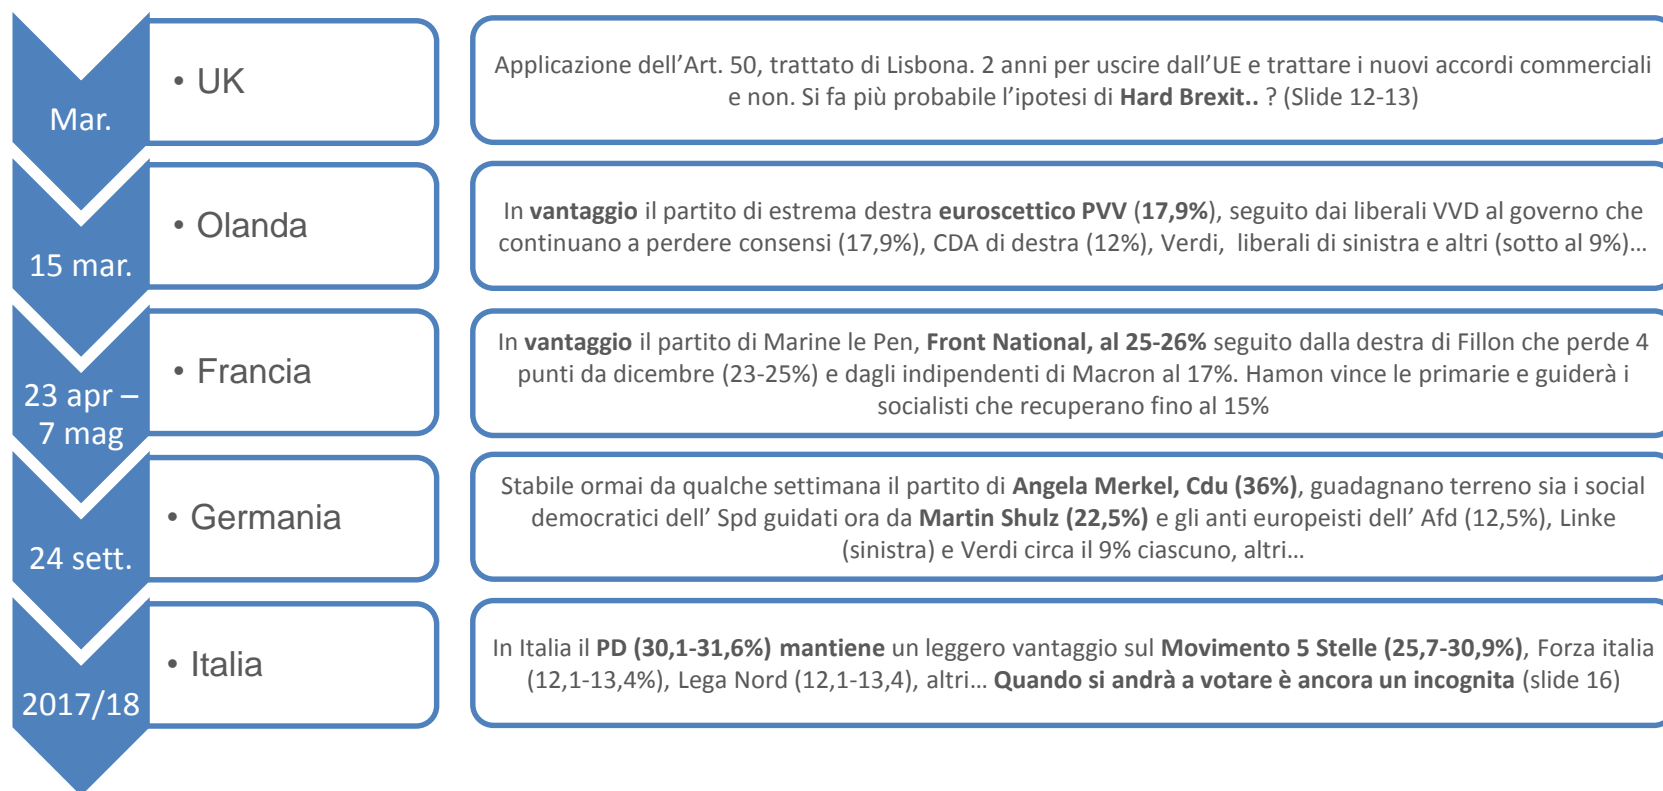 Mar.
• UK
Applicazione dell’Art. 50, trattato di Lisbona. 2 anni per uscire dall’UE e trattare i nuovi accordi commerciali
e non. Si fa più probabile l’ipotesi di Hard Brexit.. ? (Slide 12-13)
15 mar.
• Olanda
In vantaggio il partito di estrema destra euroscettico PVV (17,9%), seguito dai liberali VVD al governo che
continuano a perdere consensi (17,9%), CDA di destra (12%), Verdi, liberali di sinistra e altri (sotto al 9%)…
23 apr –
7 mag
• Francia
In vantaggio il partito di Marine le Pen, Front National, al 25-26% seguito dalla destra di Fillon che perde 4
punti da dicembre (23-25%) e dagli indipendenti di Macron al 17%. Hamon vince le primarie e guiderà i
socialisti che recuperano fino al 15%
24 sett.
• Germania
Stabile ormai da qualche settimana il partito di Angela Merkel, Cdu (36%), guadagnano terreno sia i social
democratici dell’ Spd guidati ora da Martin Shulz (22,5%) e gli anti europeisti dell’ Afd (12,5%), Linke
(sinistra) e Verdi circa il 9% ciascuno, altri…
2017/18
• Italia
In Italia il PD (30,1-31,6%) mantiene un leggero vantaggio sul Movimento 5 Stelle (25,7-30,9%), Forza italia
(12,1-13,4%), Lega Nord (12,1-13,4), altri… Quando si andrà a votare è ancora un incognita (slide 16)